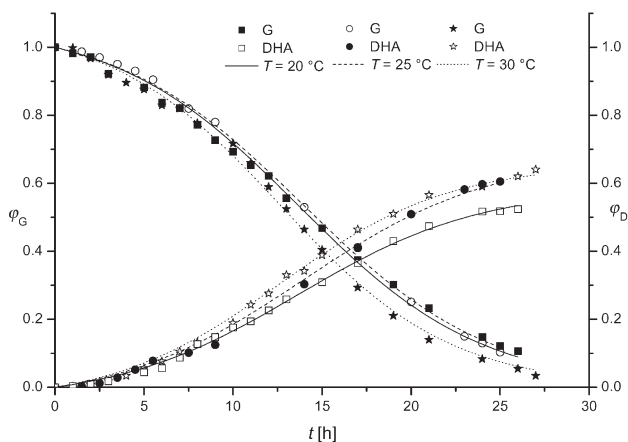 G G G
DHA DHA DHA
T = 20 °C T = 25 °C T = 30 °C
1.0 1.0
0.8 0.8
0.6 0.6
φG φD
0.4 0.4
0.2 0.2
0.0 0.0
0 5 10 15 20 25 30
t [h]